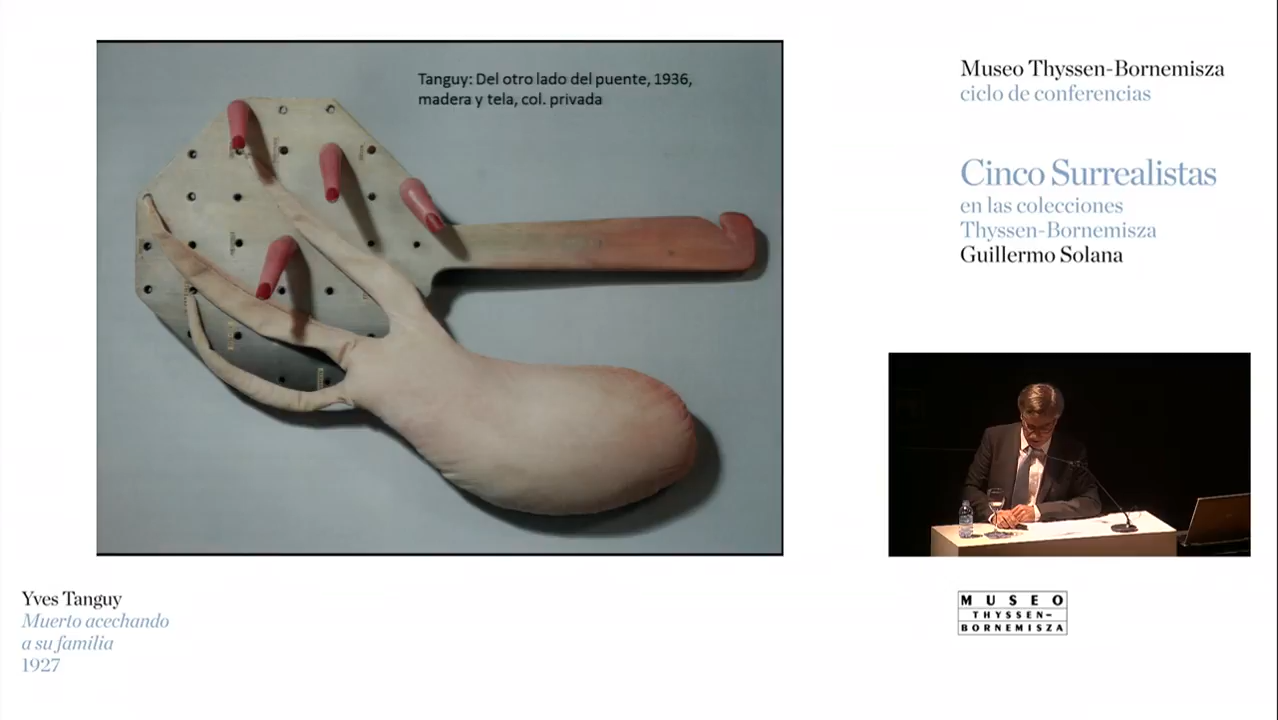 Tanguy: Del otro lado del puente, 1936,
madera y tela, col. privada
Museo Thyssen-Bornemisza
ciclo de conferencias
Cinco Surrealistas
en las colecciones
Thyssen-Bornemisza
Guillermo Solana
Yves Tanguy
Muerto acechando
a su familia
1927
MUSEO
THYSSEN-
BORNEMISZA